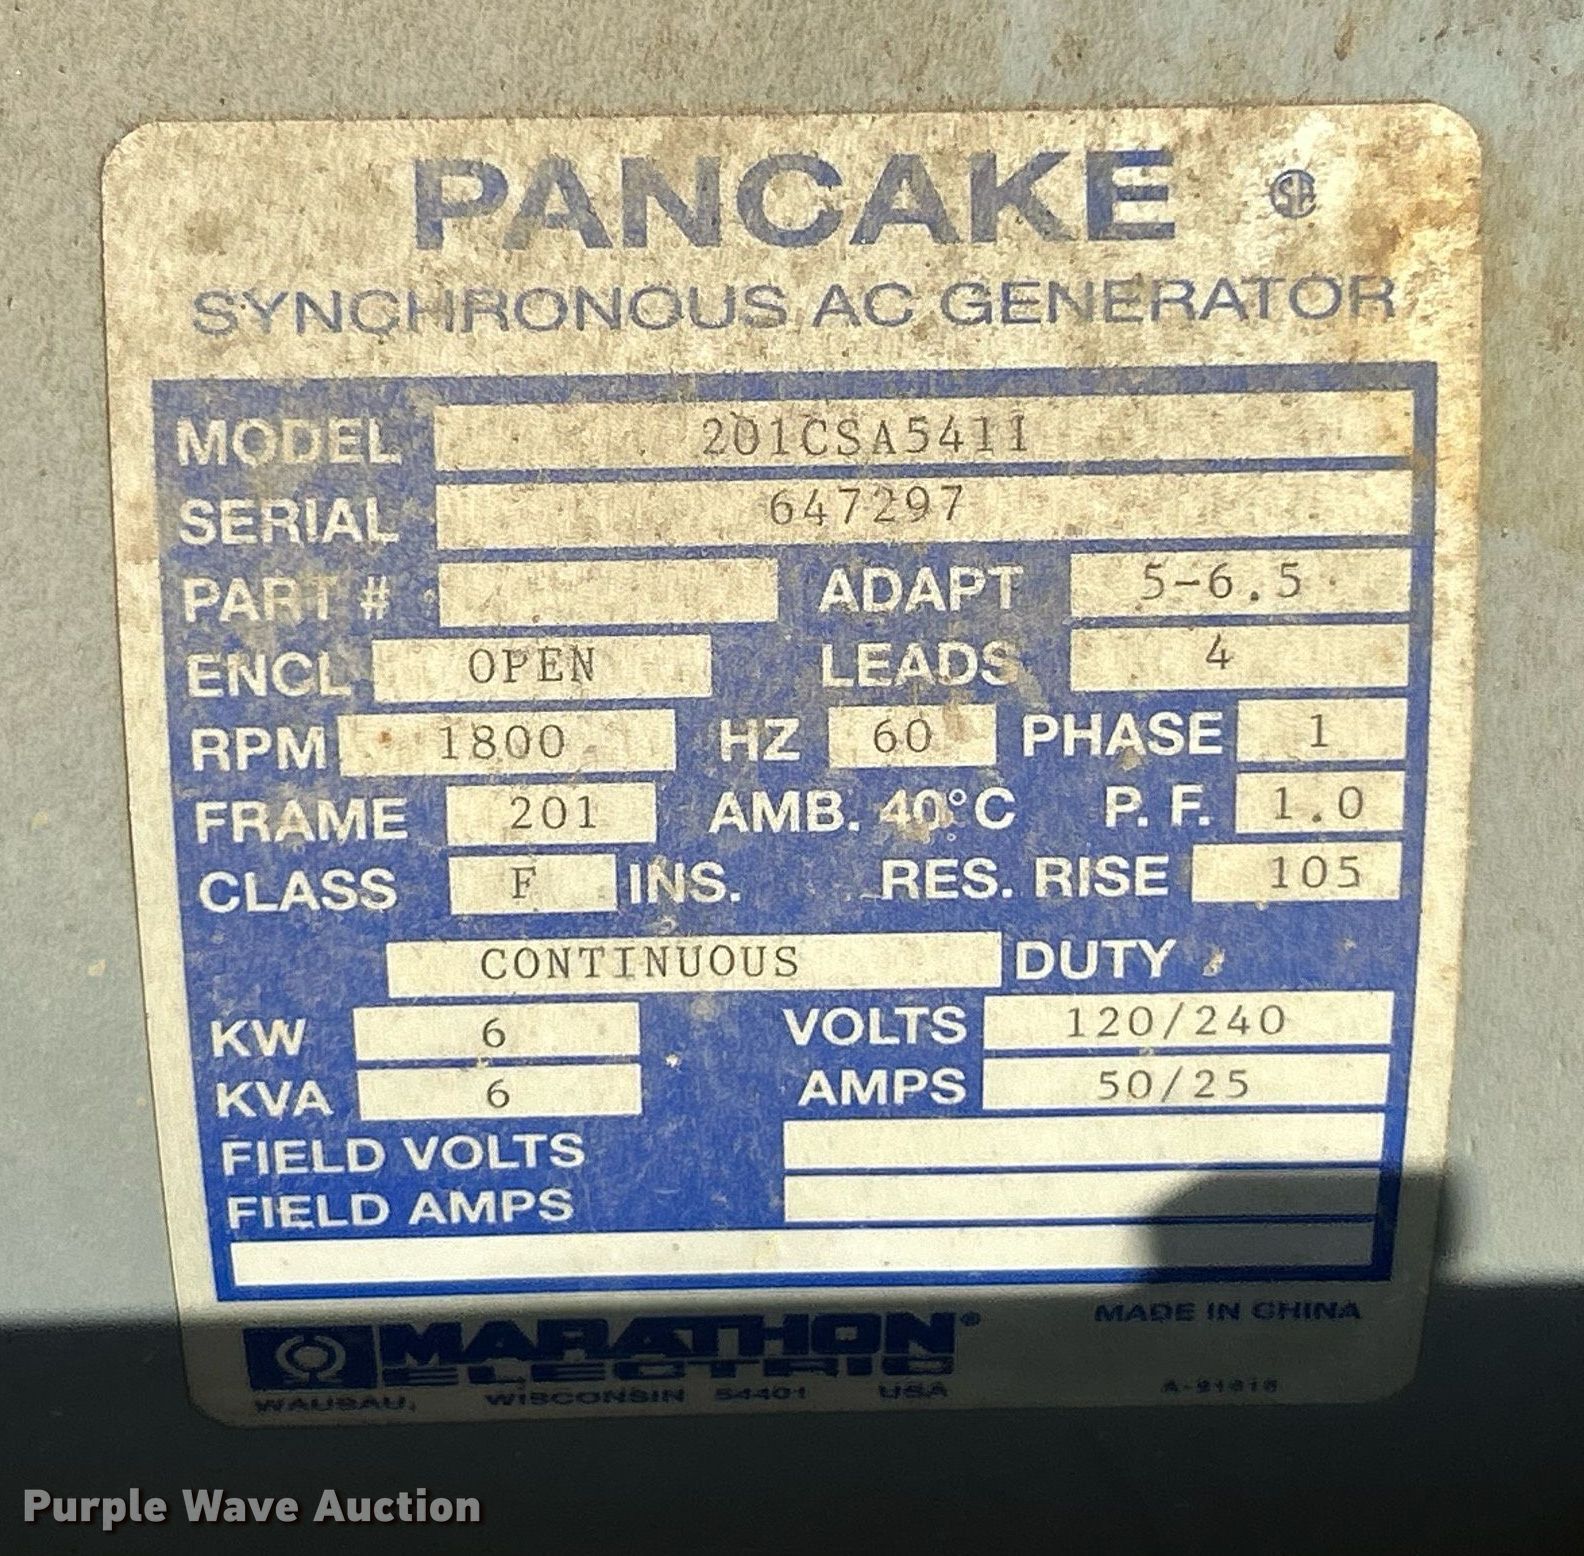 PANCAKE
SYNCHRONOUS AC GENERATOR
MODEL 201CSA5411
SERIAL 647297
PART # ADAPT 5-6.5
ENCL OPEN LEADS 4
RPM 1800 HZ 60 PHASE 1
FRAME 201 AMB. 40°C P. F. 1.0
CLASS F INS. RES. RISE 105
CONTINUOUS DUTY
KW 6 VOLTS 120/240
KVA 6 AMPS 50/25
FIELD VOLTS
FIELD AMPS
MARATHON® MADE IN CHINA
ELECTRIC
WAUSAU, WISCONSIN 54401 USA
Purple Wave Auction